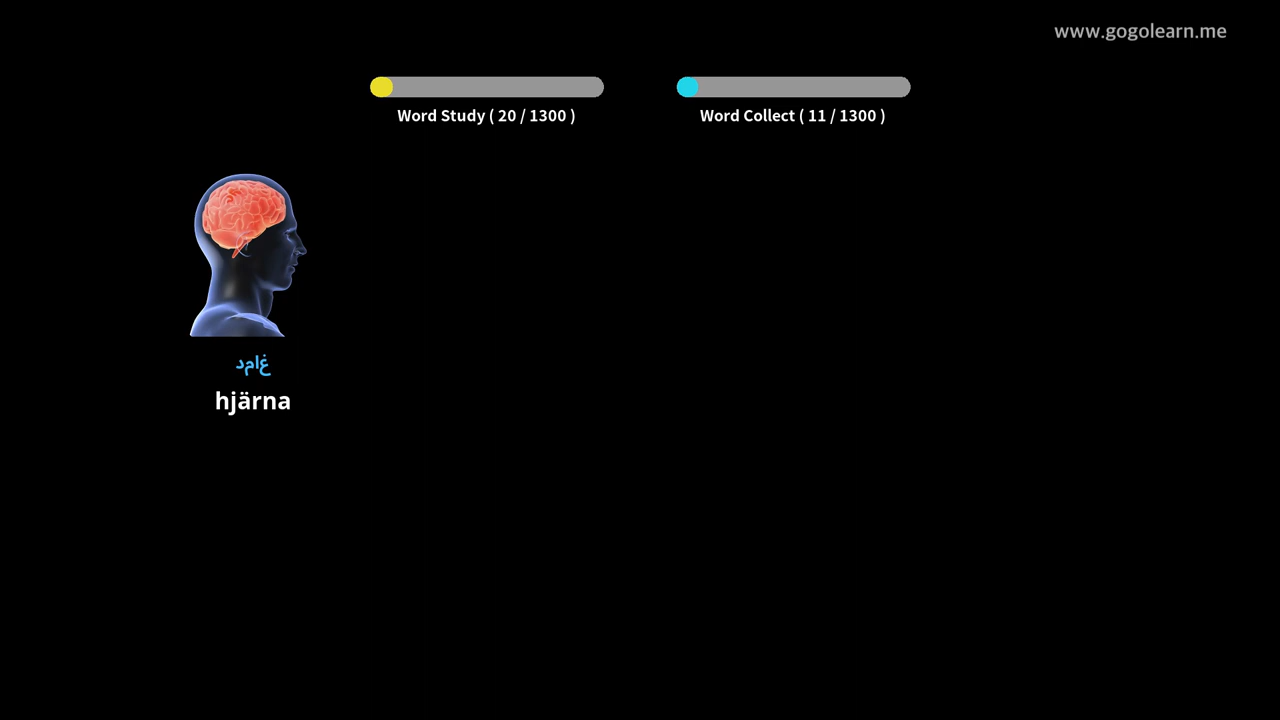 www.gogolearn.me
Word Study ( 20 / 1300 )
Word Collect ( 11 / 1300 )
دماغ
hjärna